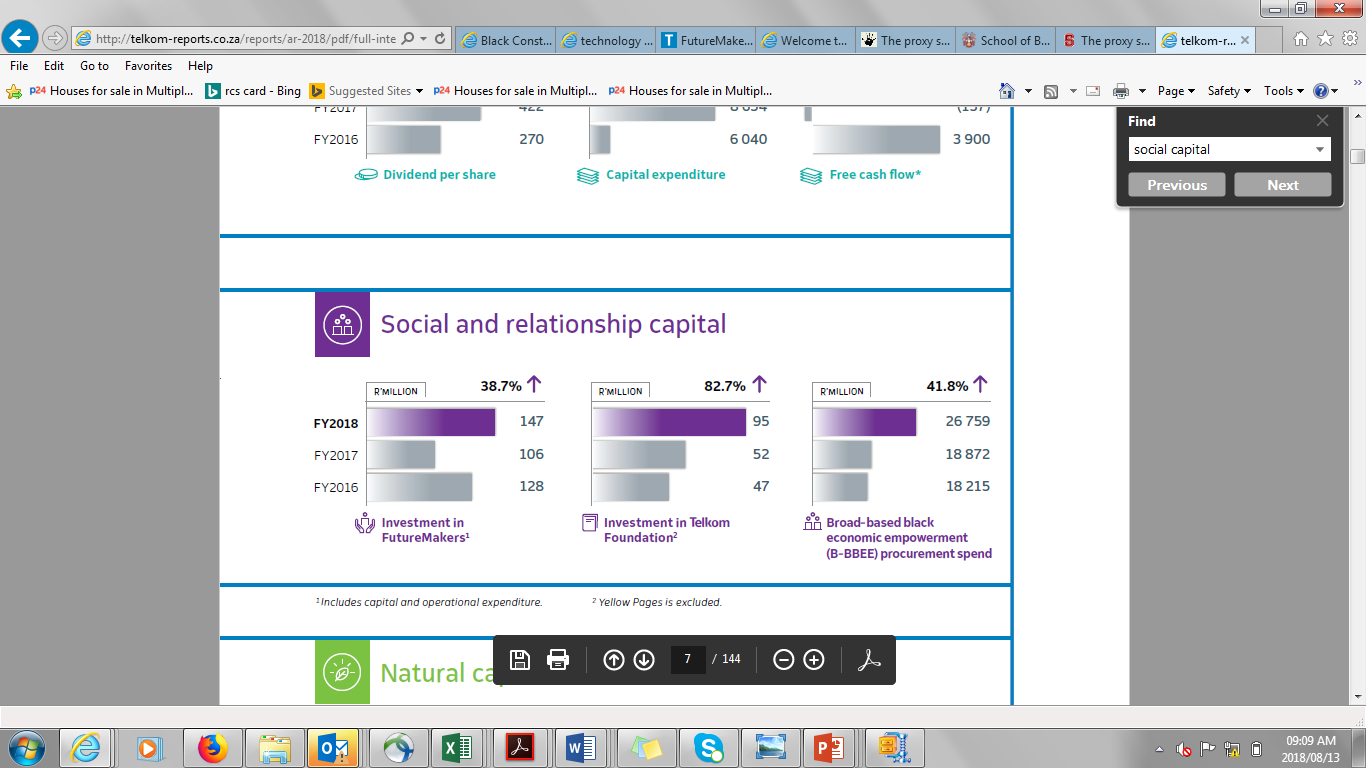 http://telkom-reports.co.za/reports/ar-2018/pdf/full-inte
Black Const...
technology ...
FutureMake...
Welcome t...
The proxy s...
School of B...
The proxy s...
telkom-r...
File Edit Go to Favorites Help
p24 Houses for sale in Multipl...
rcs card - Bing
Suggested Sites
p24 Houses for sale in Multipl...
p24 Houses for sale in Multipl...
Page Safety Tools
Find
social capital
Previous Next
FY2017 422
FY2016 270 6 040 3 900
Dividend per share Capital expenditure Free cash flow*
Social and relationship capital
R'MILLION 38.7% R'MILLION 82.7% R'MILLION 41.8%
FY2018 147 95 26 759
FY2017 106 52 18 872
FY2016 128 47 18 215
Investment in
FutureMakers¹
Investment in Telkom
Foundation²
Broad-based black
economic empowerment
(B-BBEE) procurement spend
¹ Includes capital and operational expenditure. ² Yellow Pages is excluded.
Natural ca
7 / 144
09:09 AM
2018/08/13